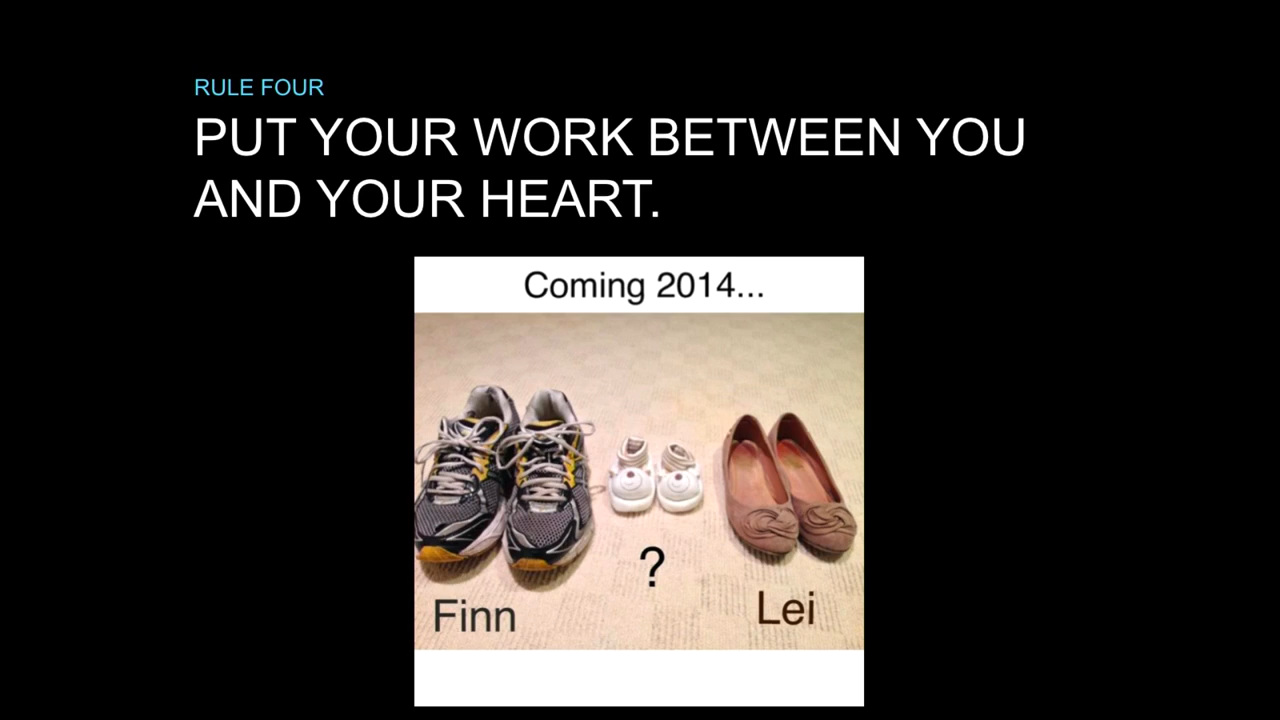 RULE FOUR
PUT YOUR WORK BETWEEN YOU
AND YOUR HEART.
Coming 2014...
?
Finn
Lei